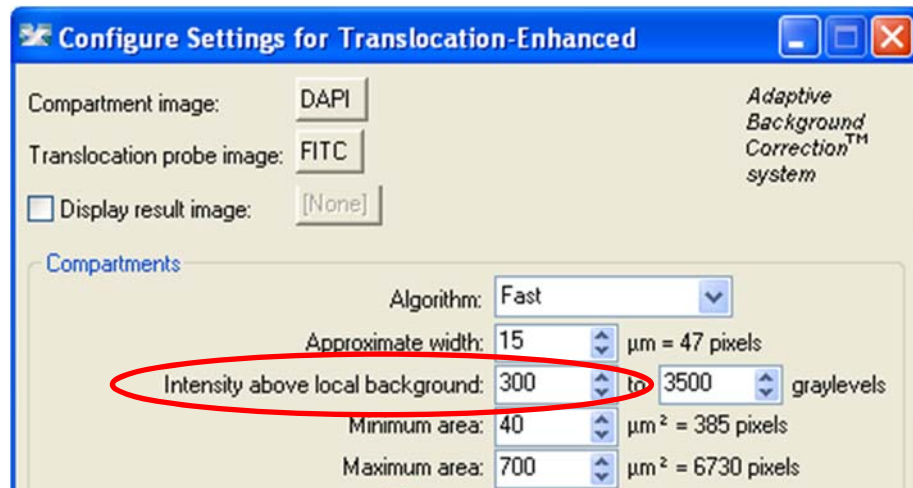 Configure Settings for Translocation-Enhanced
Compartment image: DAPI
Translocation probe image: FITC
Display result image: [None]
Adaptive
Background
Correction™
system
Compartments
Algorithm: Fast
Approximate width: 15 µm = 47 pixels
Intensity above local background: 300 to 3500 graylevels
Minimum area: 40 µm² = 385 pixels
Maximum area: 700 µm² = 6730 pixels